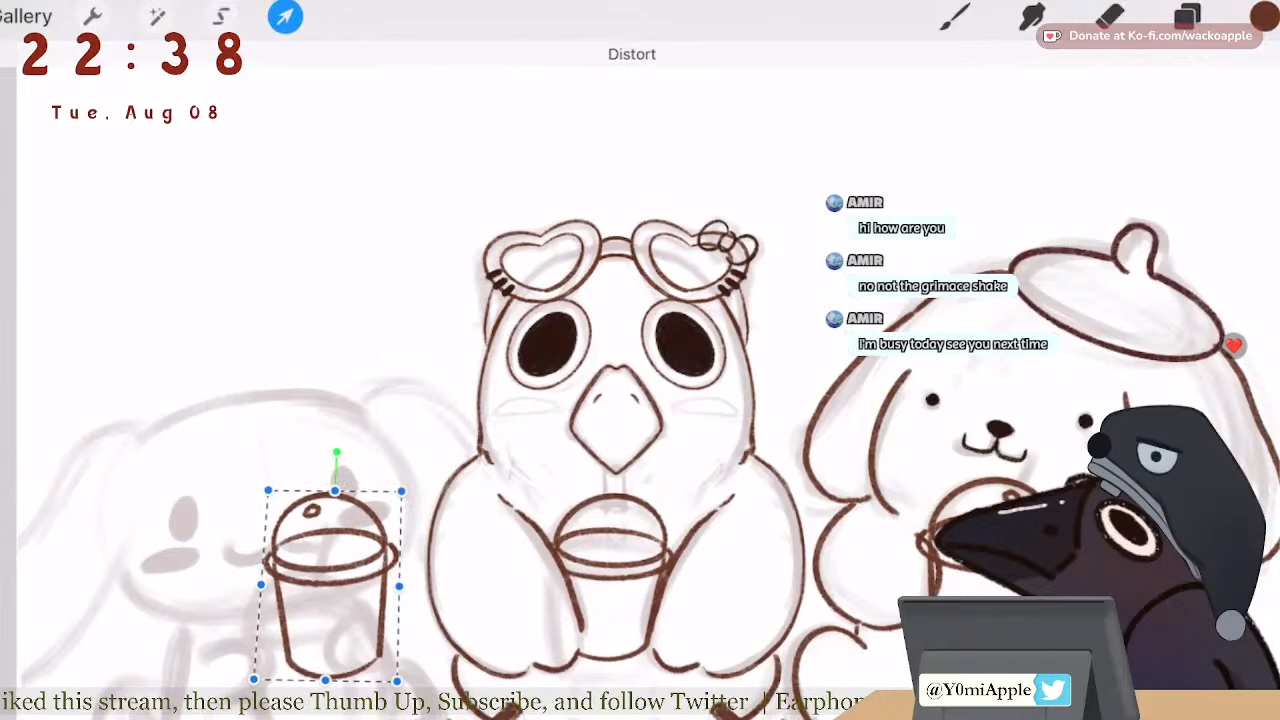 Gallery
22:38
Tue, Aug 08
Distort
Donate at Ko-fi.com/wackoapple
AMIR
hi how are you
AMIR
no not the grimace shake
AMIR
i'm busy today see you next time
@Y0miApple
iked this stream, then please Thumb Up, Subscribe, and follow Twitter | Earphon